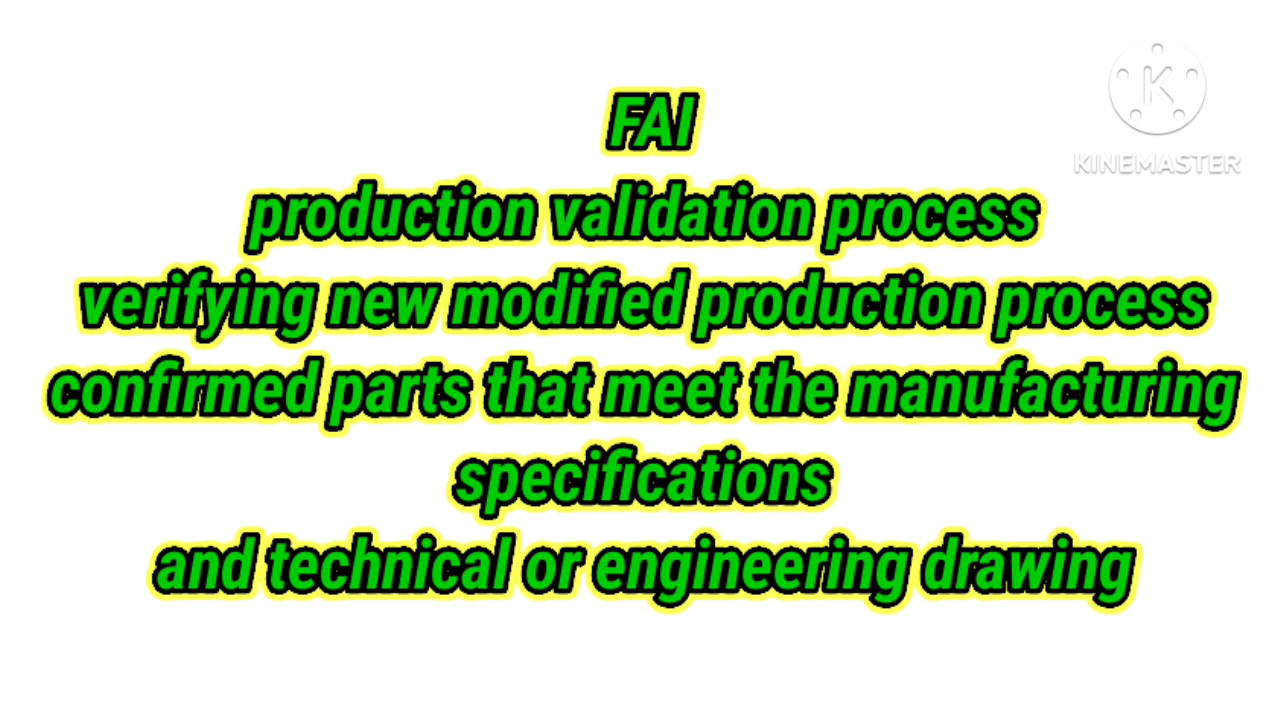 FAI
production validation process
verifying new modified production process
confirmed parts that meet the manufacturing
specifications
and technical or engineering drawing
K
KINEMASTER